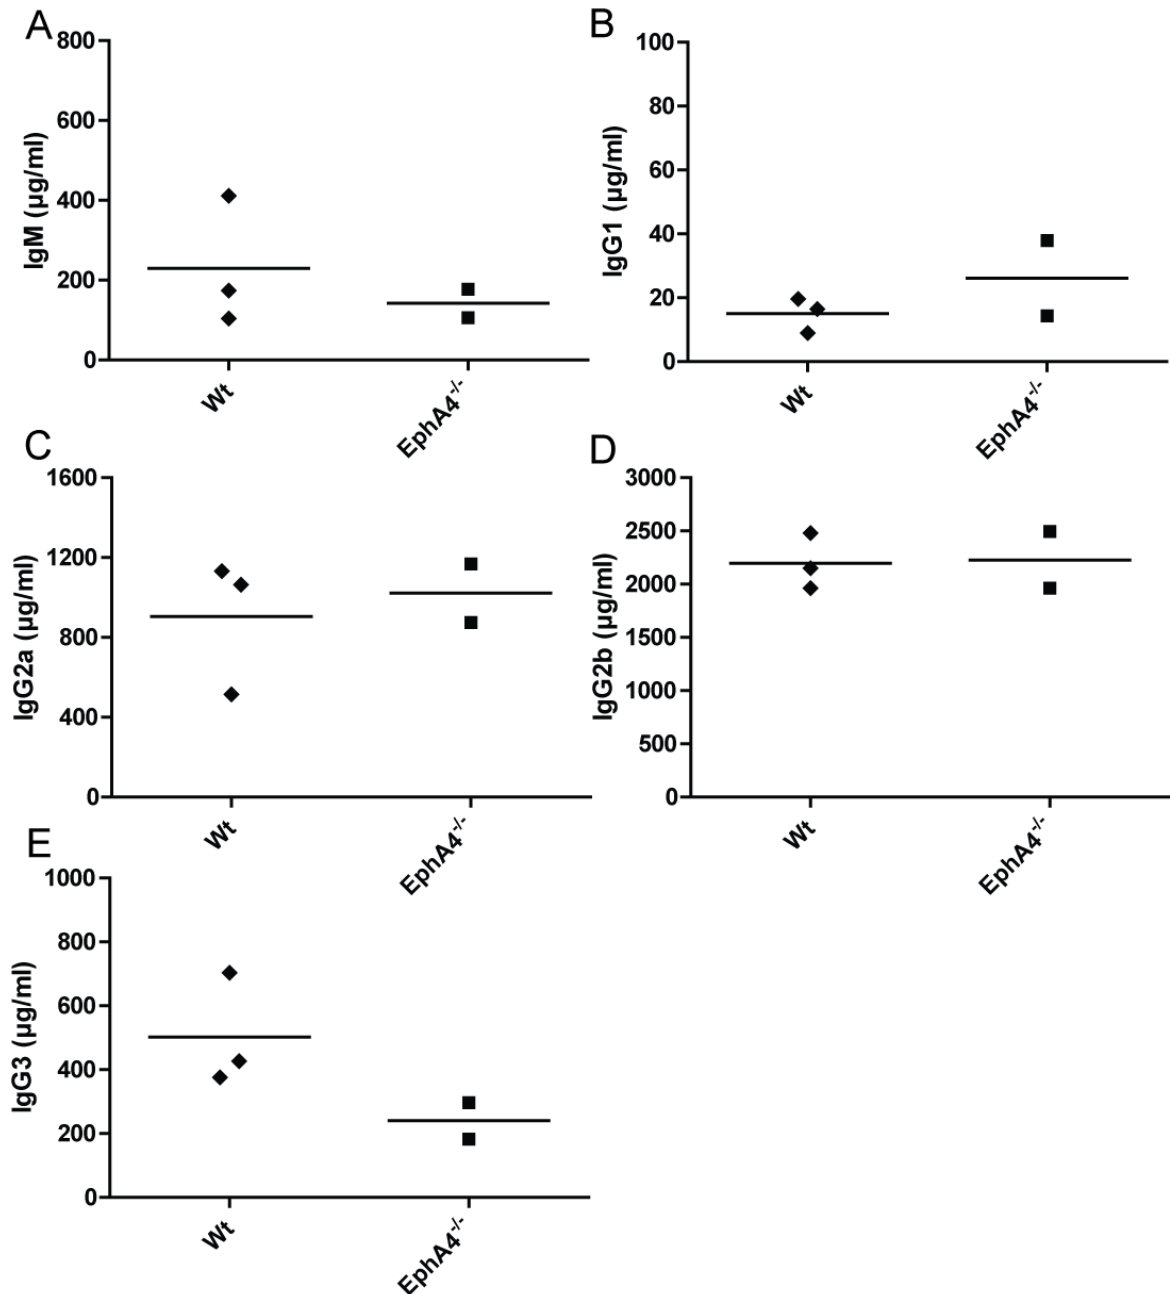 A
IgM (µg/ml)
800
600
400
200
0
Wt
EphA4-/-
B
IgG1 (µg/ml)
100
80
60
40
20
0
Wt
EphA4-/-
C
IgG2a (µg/ml)
1600
1200
800
400
0
Wt
EphA4-/-
D
IgG2b (µg/ml)
3000
2500
2000
1500
1000
500
0
Wt
EphA4-/-
E
IgG3 (µg/ml)
1000
800
600
400
200
0
Wt
EphA4-/-